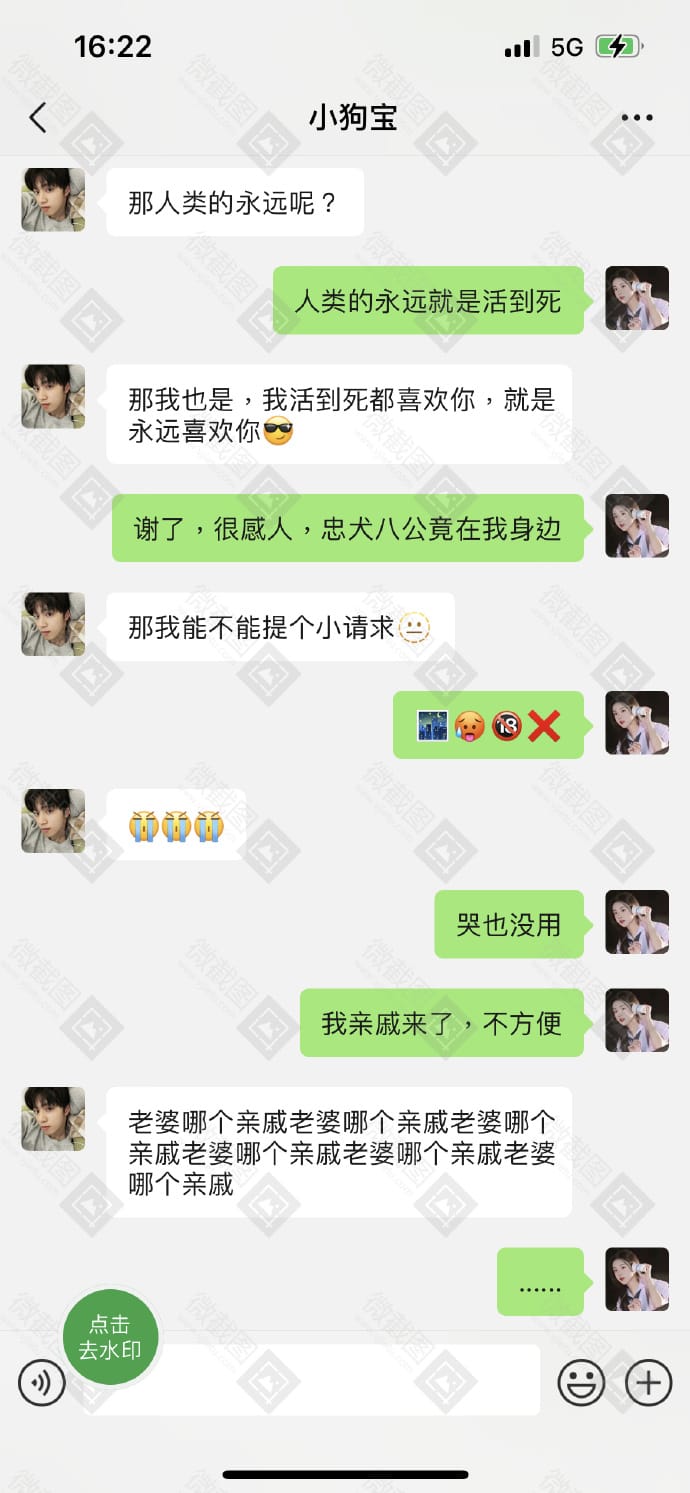 16:22
5G
小狗宝
那人类的永远呢？
人类的永远就是活到死
那我也是，我活到死都喜欢你，就是
永远喜欢你😎
谢了，很感人，忠犬八公竟在我身边
那我能不能提个小请求🫥
🌃🥵🔞❌
😭😭😭
哭也没用
我亲戚来了，不方便
老婆哪个亲戚老婆哪个亲戚老婆哪个
亲戚老婆哪个亲戚老婆哪个亲戚老婆
哪个亲戚
......
点击
去水印
微截图